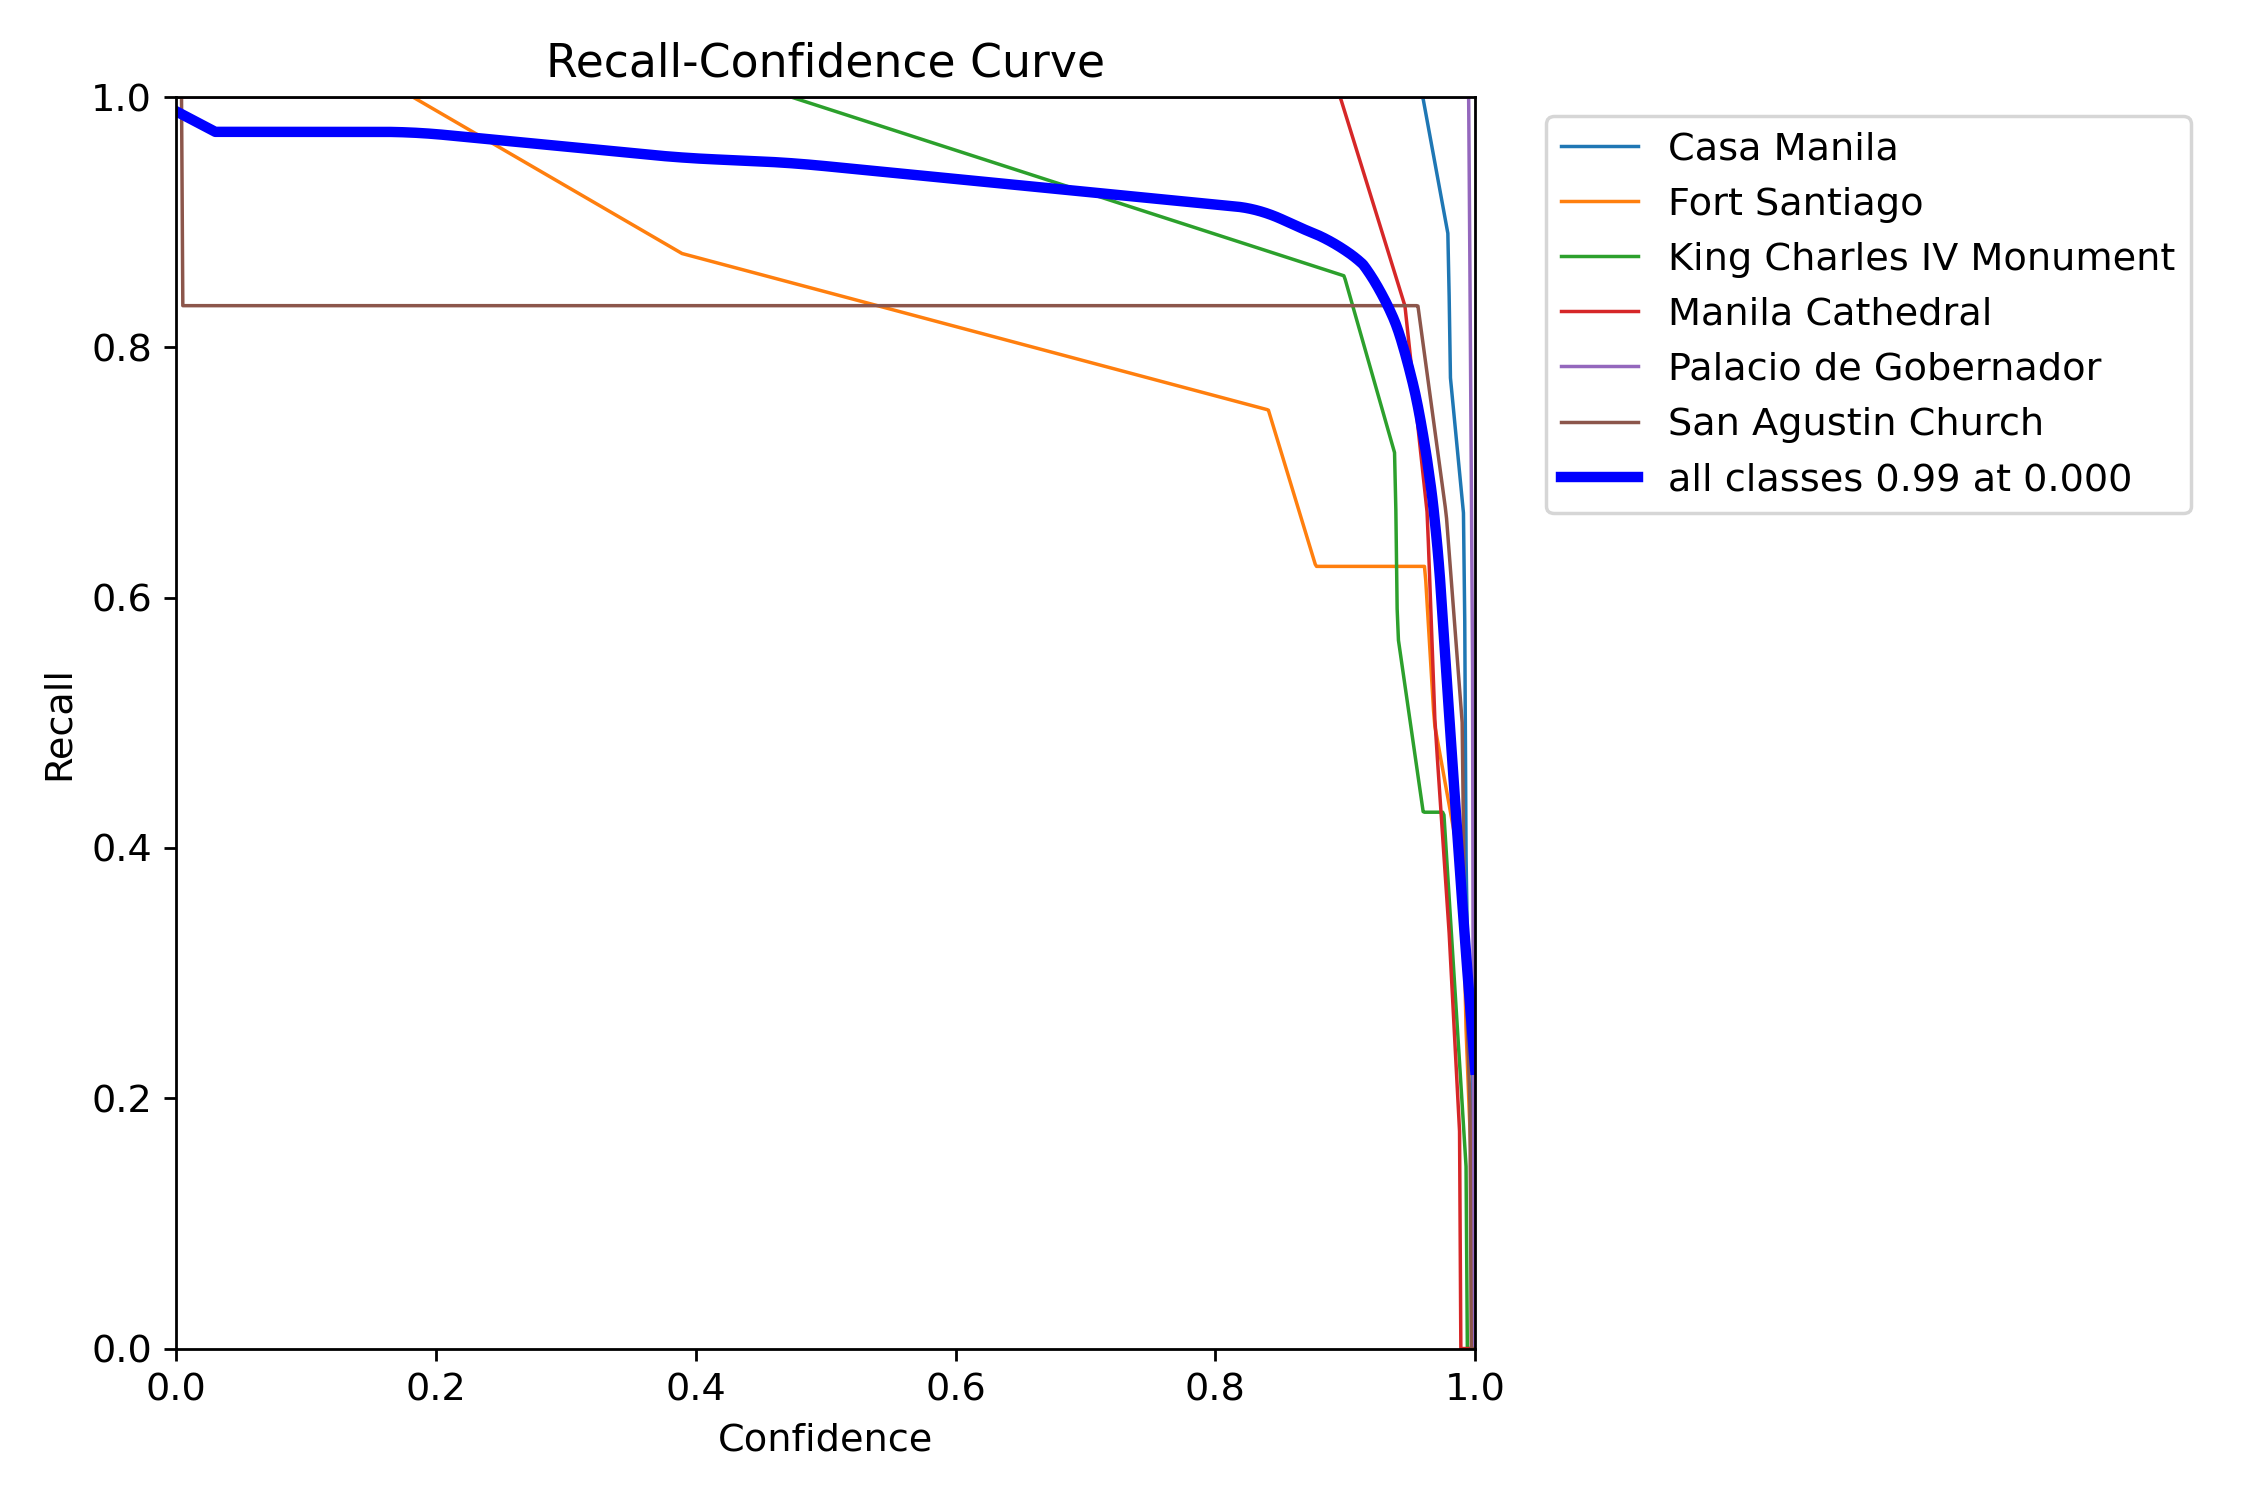 Recall-Confidence Curve
1.0
0.8
0.6
0.4
0.2
0.0
Recall
0.0 0.2 0.4 0.6 0.8 1.0
Confidence
Casa Manila
Fort Santiago
King Charles IV Monument
Manila Cathedral
Palacio de Gobernador
San Agustin Church
all classes 0.99 at 0.000